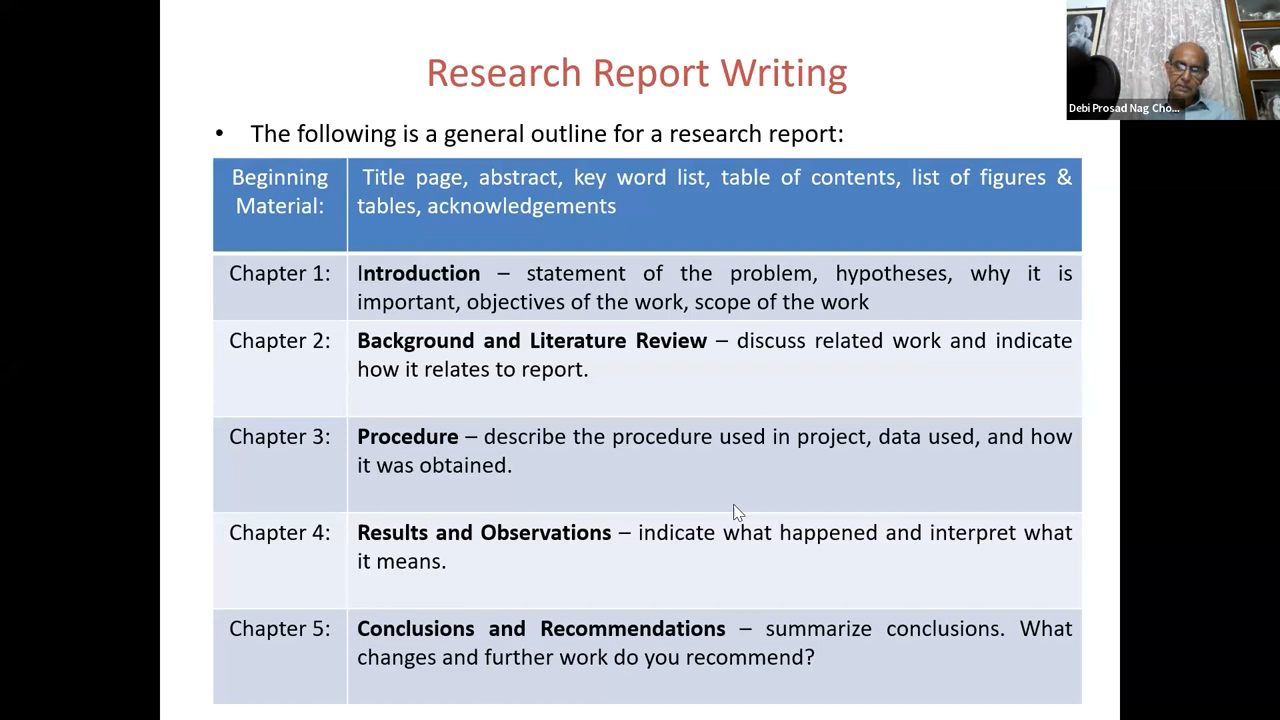 Research Report Writing
Debi Prosad Nag Cho...
• The following is a general outline for a research report:
Beginning Material:
Title page, abstract, key word list, table of contents, list of figures &
tables, acknowledgements
Chapter 1:
Introduction – statement of the problem, hypotheses, why it is
important, objectives of the work, scope of the work
Chapter 2:
Background and Literature Review – discuss related work and indicate
how it relates to report.
Chapter 3:
Procedure – describe the procedure used in project, data used, and how
it was obtained.
Chapter 4:
Results and Observations – indicate what happened and interpret what
it means.
Chapter 5:
Conclusions and Recommendations – summarize conclusions. What
changes and further work do you recommend?